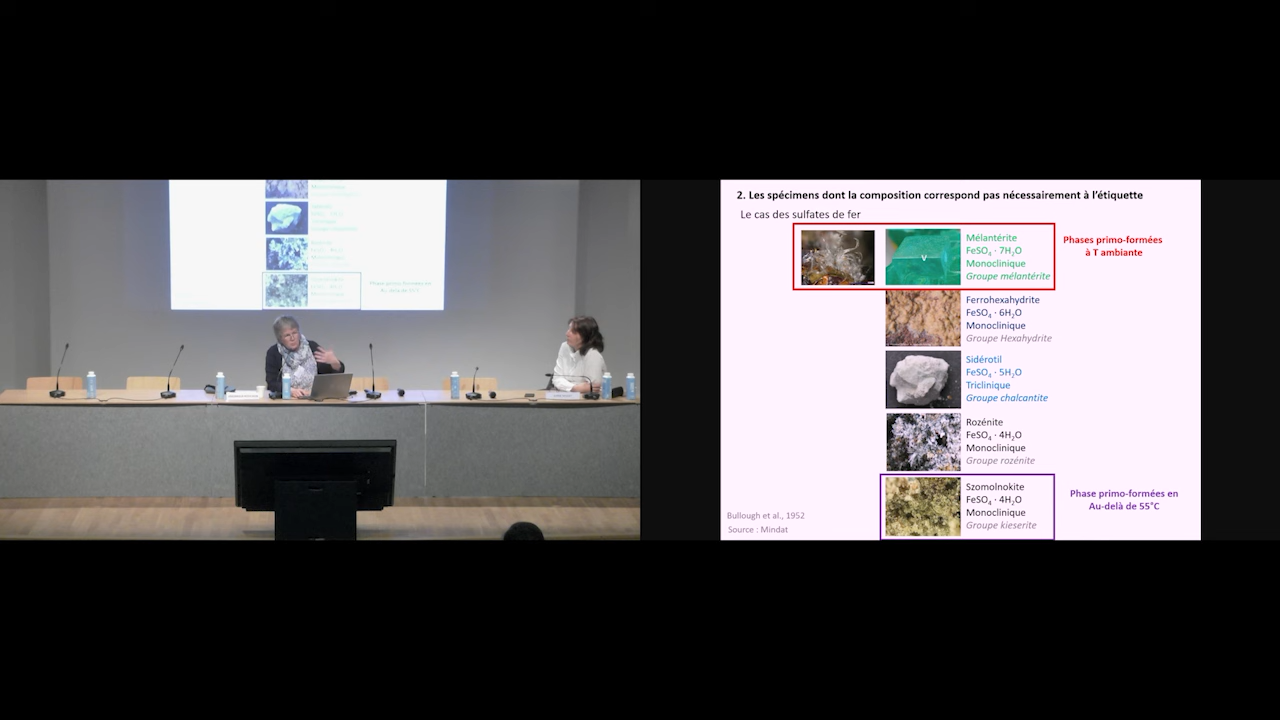 2. Les spécimens dont la composition correspond pas nécessairement à l'étiquette
Le cas des sulfates de fer
Mélantérite
FeSO4 · 7H2O
Monoclinique
Groupe mélantérite
Phases primo-formées
à T ambiante
Ferrohexahydrite
FeSO4 · 6H2O
Monoclinique
Groupe Hexahydrite
Sidérotil
FeSO4 · 5H2O
Triclinique
Groupe chalcantite
Rozénite
FeSO4 · 4H2O
Monoclinique
Groupe rozénite
Szomolnokite
FeSO4 · 4H2O
Monoclinique
Groupe kieserite
Phase primo-formées en
Au-delà de 55°C
Bullough et al., 1952
Source : Mindat